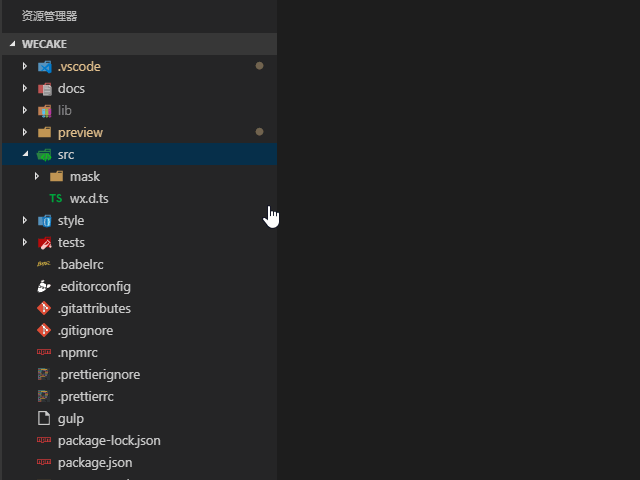 资源管理器
WECAKE
.vscode
docs
lib
preview
src
mask
TS wx.d.ts
style
tests
.babelrc
.editorconfig
.gitattributes
.gitignore
.npmrc
.prettierignore
.prettierrc
gulp
package-lock.json
package.json